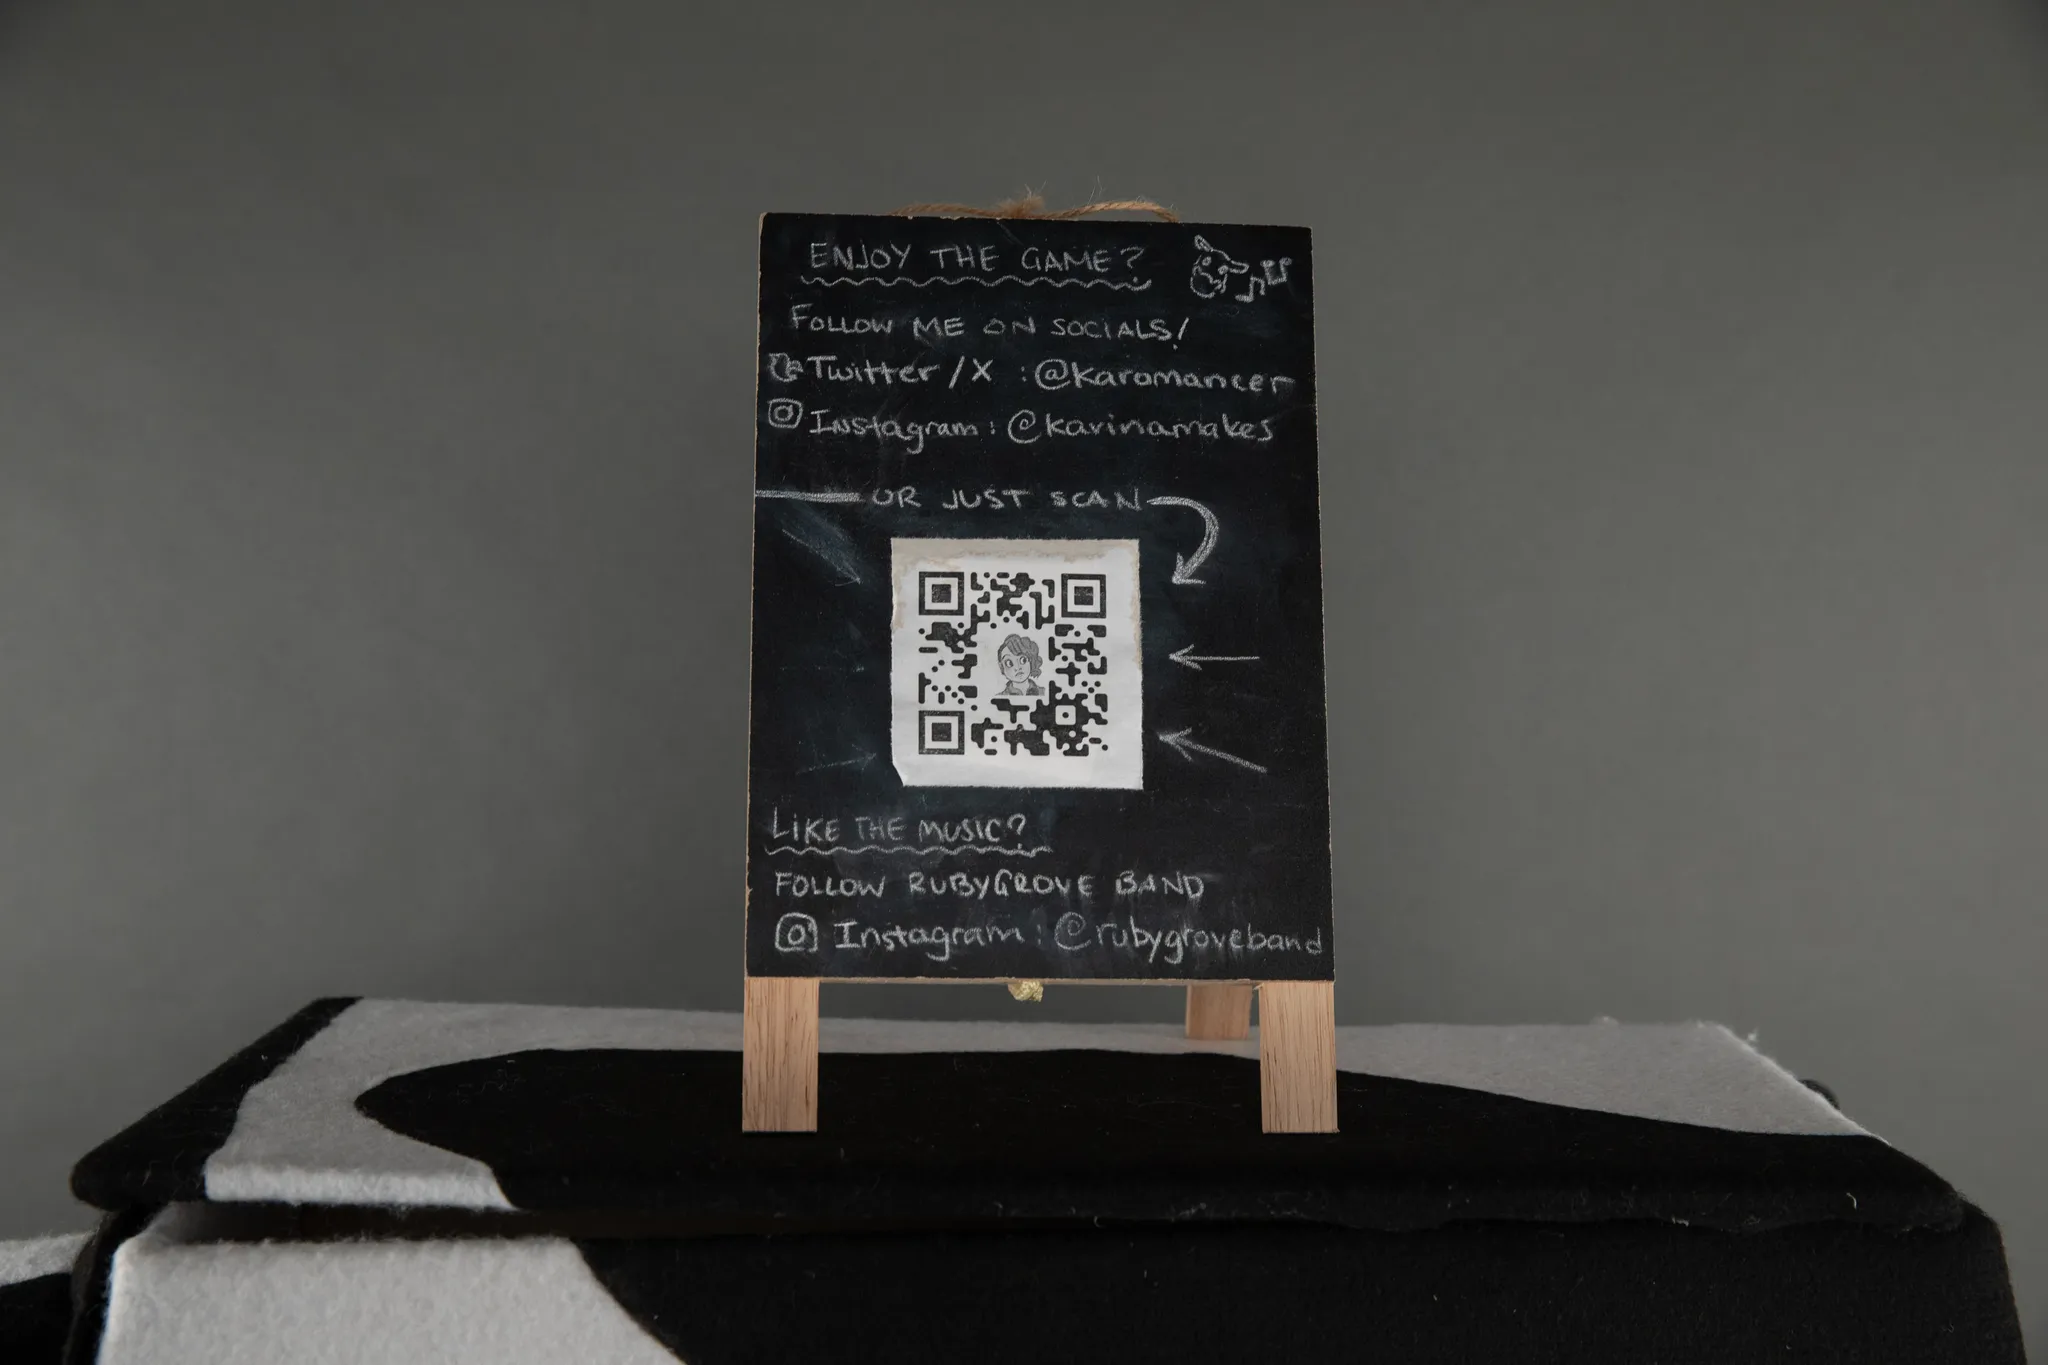 ENJOY THE GAME?
FOLLOW ME ON SOCIALS!
Twitter/X : @karomancer
Instagram: @karinamakes
OR JUST SCAN
LIKE THE MUSIC?
FOLLOW RUBYGROVE BAND
Instagram: @rubygroveband